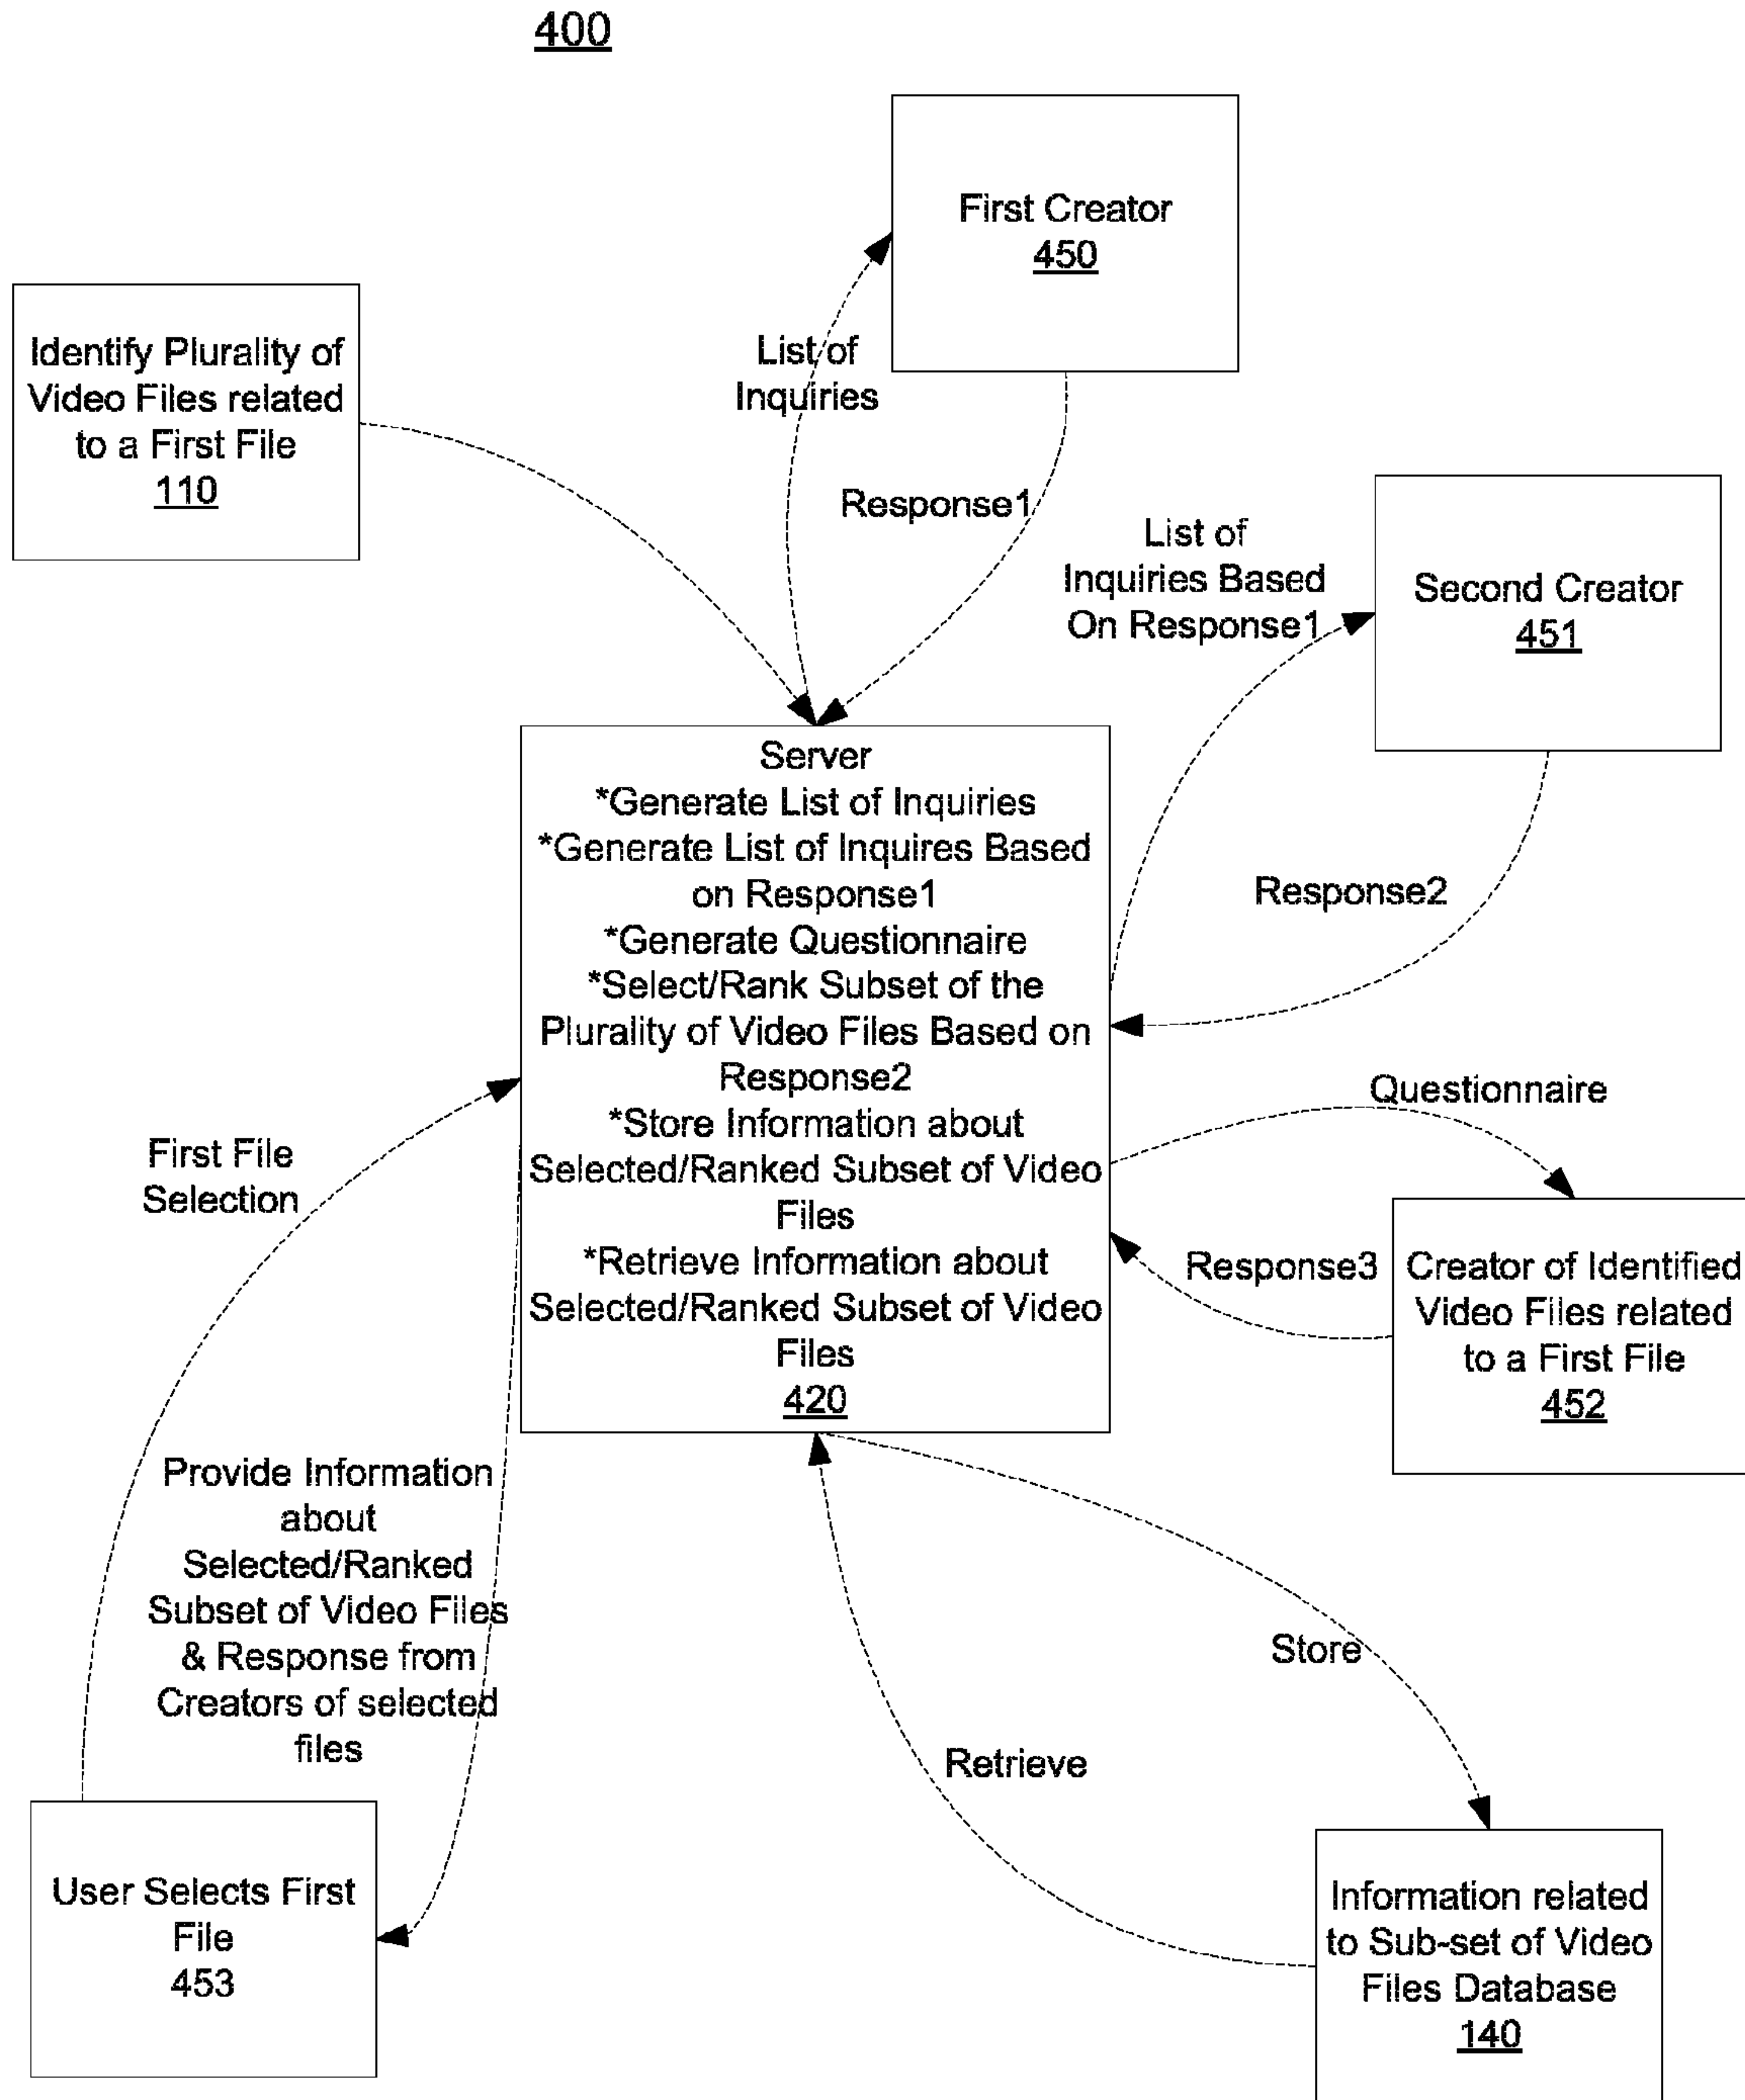 400
First Creator
450
Identify Plurality of
Video Files related
to a First File
110
List of
Inquiries
Response1
List of
Inquiries Based
On Response1
Second Creator
451
Server
*Generate List of Inquiries
*Generate List of Inquires Based
on Response1
*Generate Questionnaire
*Select/Rank Subset of the
Plurality of Video Files Based on
Response2
*Store Information about
Selected/Ranked Subset of Video
Files
*Retrieve Information about
Selected/Ranked Subset of Video
Files
420
Response2
Questionnaire
First File
Selection
Response3
Creator of Identified
Video Files related
to a First File
452
Provide Information
about
Selected/Ranked
Subset of Video Files
& Response from
Creators of selected
files
Store
Retrieve
User Selects First
File
453
Information related
to Sub-set of Video
Files Database
140